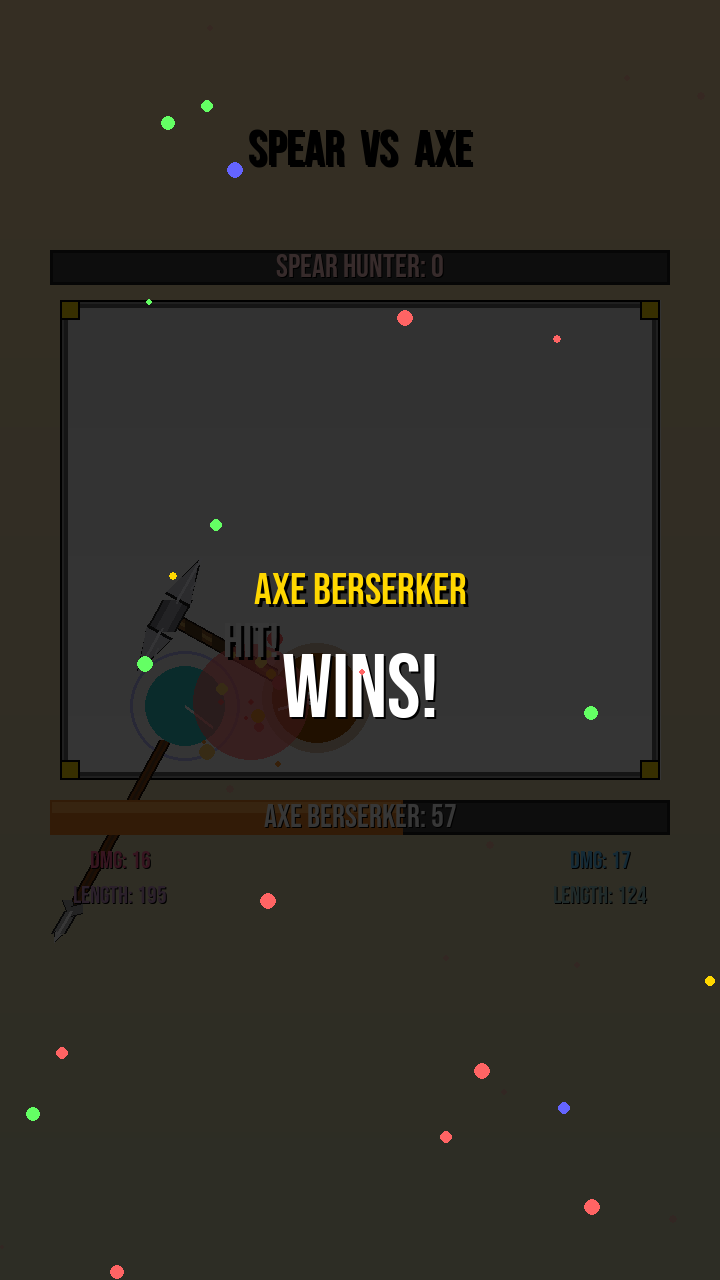 SPEAR VS AXE
SPEAR HUNTER: 0
AXE BERSERKER
HIT!
WINS!
AXE BERSERKER: 57
DMG: 16
DMG: 17
LENGTH: 195
LENGTH: 124